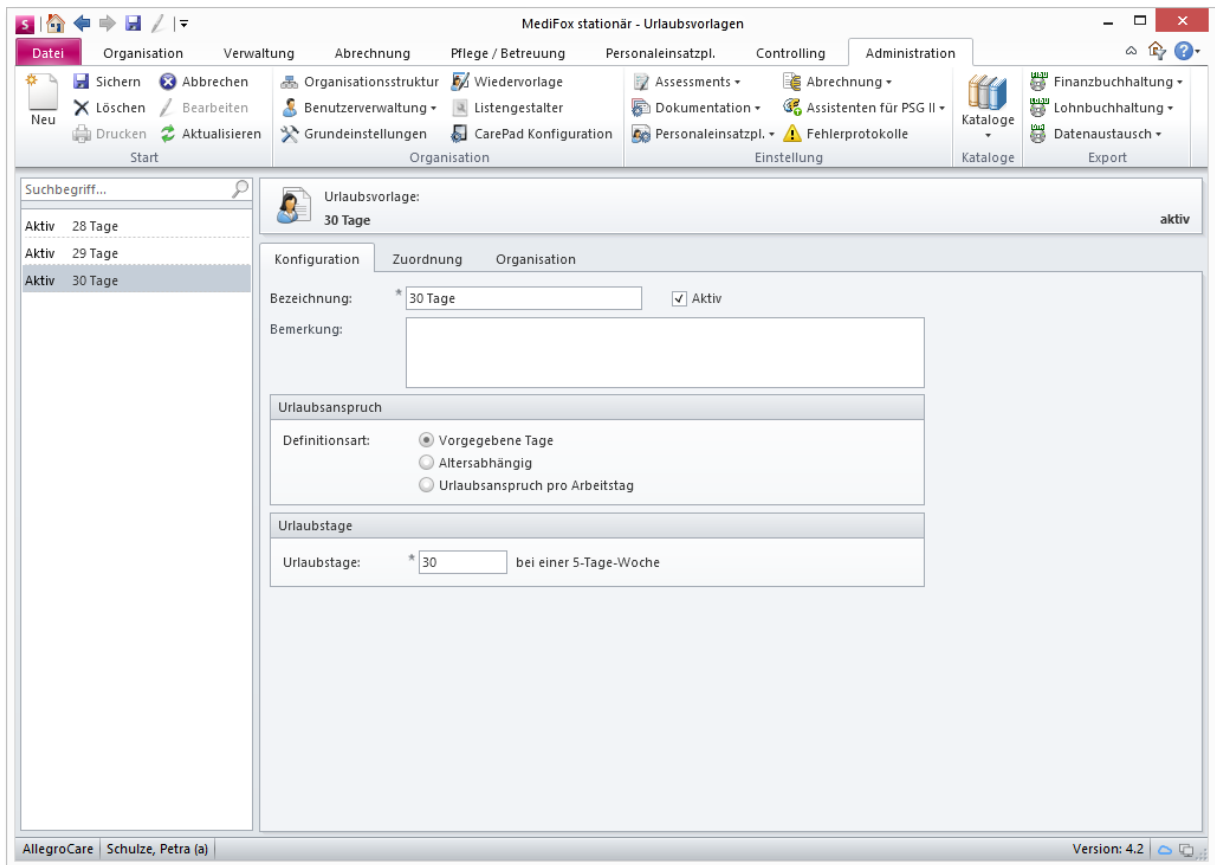 S
MediFox stationär - Urlaubsvorlagen
Datei Organisation Verwaltung Abrechnung Pflege / Betreuung Personaleinsatzpl. Controlling Administration
Neu
Sichern Abbrechen
Löschen Bearbeiten
Drucken Aktualisieren
Start
Organisationsstruktur Wiedervorlage
Benutzerverwaltung Listengestalter
Grundeinstellungen CarePad Konfiguration
Organisation
Assessments Abrechnung
Dokumentation Assistenten für PSG II
Personaleinsatzpl. Fehlerprotokolle
Einstellung
Kataloge
Kataloge
Finanzbuchhaltung
Lohnbuchhaltung
Datenaustausch
Export
Suchbegriff...
Aktiv 28 Tage
Aktiv 29 Tage
Aktiv 30 Tage
Urlaubsvorlage:
30 Tage aktiv
Konfiguration Zuordnung Organisation
Bezeichnung: * 30 Tage Aktiv
Bemerkung:
Urlaubsanspruch
Definitionsart: Vorgegebene Tage
Altersabhängig
Urlaubsanspruch pro Arbeitstag
Urlaubstage
Urlaubstage: * 30 bei einer 5-Tage-Woche
AllegroCare Schulze, Petra (a) Version: 4.2